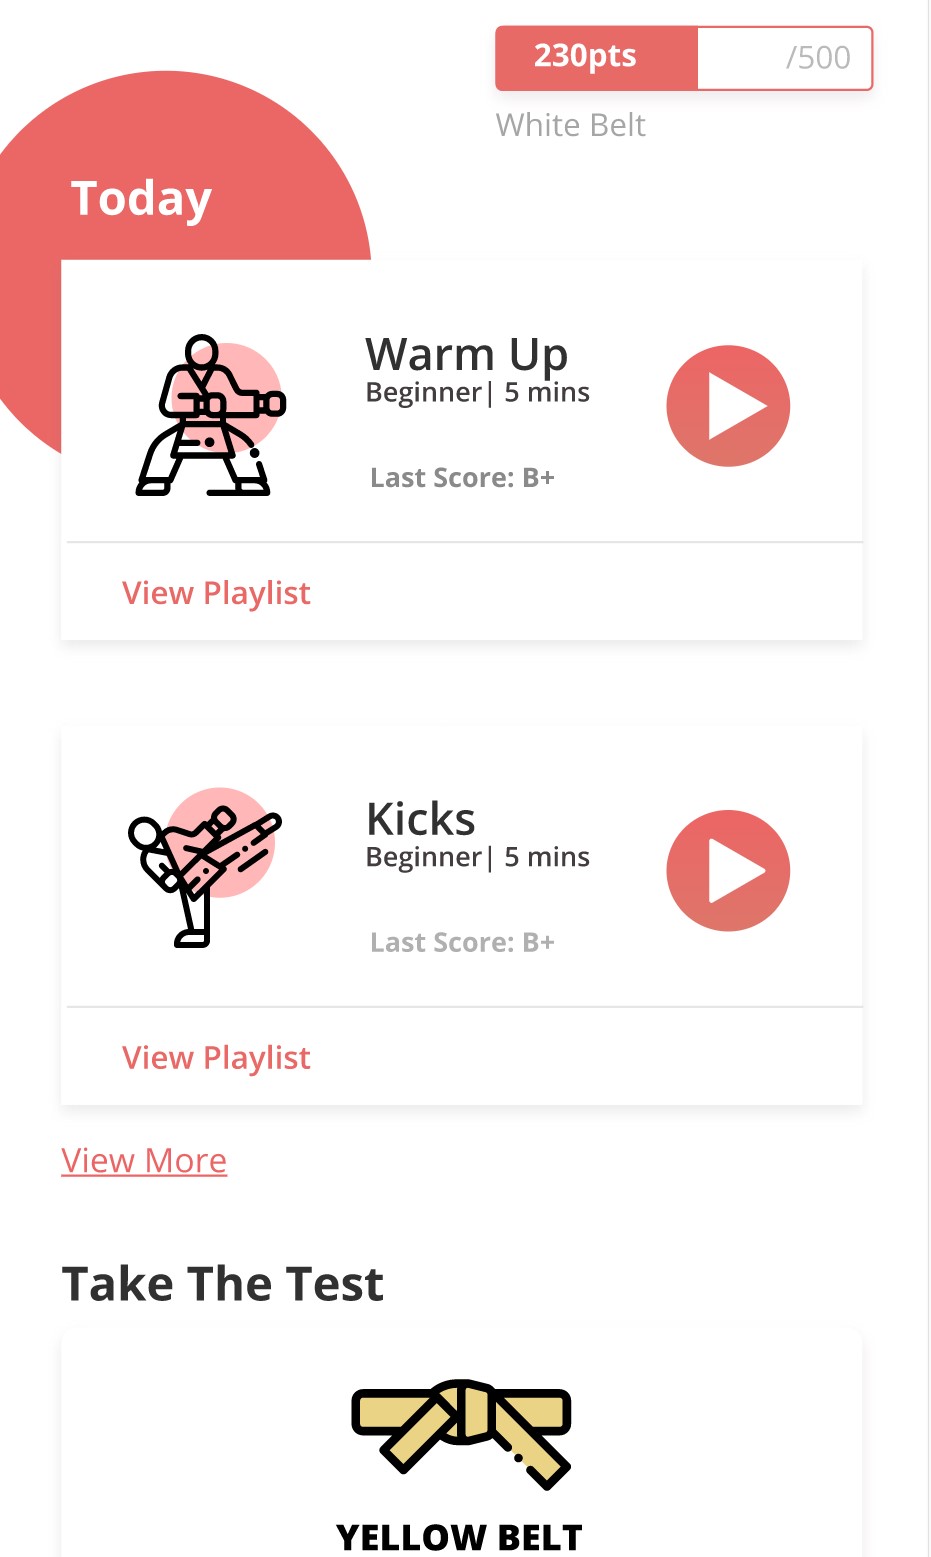 230pts /500
White Belt
Today
Warm Up
Beginner| 5 mins
Last Score: B+
View Playlist
Kicks
Beginner| 5 mins
Last Score: B+
View Playlist
View More
Take The Test
YELLOW BELT